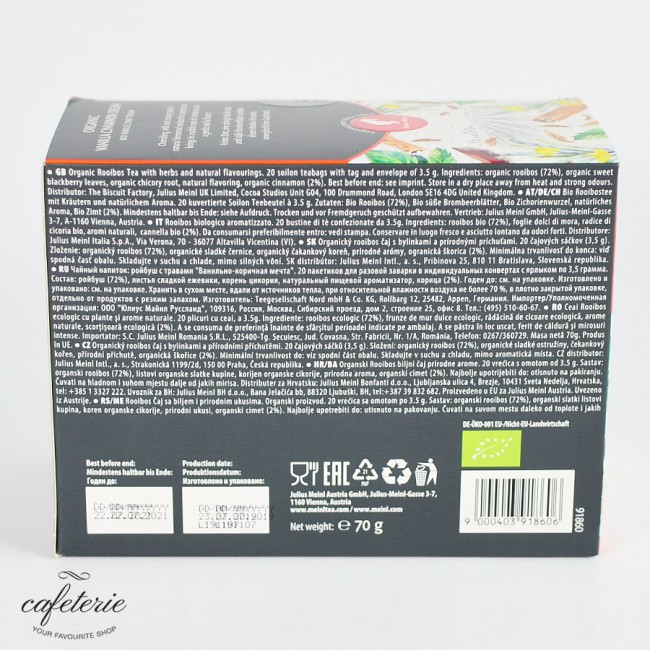 ORGANIC
VANILLA CINNAMON DREAM
● GB Organic Rooibos Tea with herbs and natural flavourings. 20 soilon teabags with tag and envelope of 3.5 g. Ingredients: organic rooibos (72%), organic sweet
blackberry leaves, organic chicory root, natural flavouring, organic cinnamon (2%). Best before end: see imprint. Store in a dry place away from heat and strong odours.
Distributor: The Biscuit Factory, Julius Meinl UK Limited, Cocoa Studios Unit G04, 100 Drummond Road, London SE16 4DG United Kingdom. ● AT/DE/CH Bio Rooibostee
mit Kräutern und natürlichem Aroma. 20 kuvertierte Soilon Teebeutel à 3.5 g. Zutaten: Bio Rooibos (72%), Bio süße Brombeerblätter, Bio Zichorienwurzel, natürliches
Aroma, Bio Zimt (2%). Mindestens haltbar bis Ende: siehe Aufdruck. Trocken und vor Fremdgeruch geschützt aufbewahren. Vertrieb: Julius Meinl GmbH, Julius-Meinl-Gasse
3-7, A-1160 Vienna, Austria. ● IT Rooibos biologico aromatizzato. 20 bustine di tè confezionate da 3.5g. Ingredienti: rooibos bio (72%), foglie dolci di mora, radice di
cicoria bio, aromi naturali, cannella bio (2%). Da consumarsi preferibilmente entro: vedi stampa. Conservare in luogo fresco e asciutto lontano da odori forti. Distributore:
Julius Meinl Italia S.p.A., Via Verona, 70 - 36077 Altavilla Vicentina (VI). ● SK Organický rooibos čaj s bylinkami a prírodnými príchuťami. 20 čajových sáčkov (3,5 g).
Zloženie: organický rooibos (72%), organické sladké černice, organický čakankový koreň, prírodné arómy, organická škorica (2%). Minimálna trvanlivosť do konca: viď
spodná časť obalu. Skladujte v suchu a chlade, mimo silných vôní. SK distribútor: Julius Meinl Intl., a. s., Pribinova 25, 811 11 Bratislava, Slovenská republika.
● RU Чайный напиток: ройбуш с травами "Ванильно-коричная мечта". 20 пакетиков для разовой заварки в индивидуальных конвертах с ярлыком по 3,5 грамма.
Состав: ройбуш (72%), листья сладкой ежевики, корень цикория, натуральный пищевой ароматизатор, корица (2%). Годен до: см. на упаковке. Изготовлено и
упаковано: см. на упаковке. Хранить в сухом месте, вдали от источников тепла, при относительной влажности воздуха не более 70 %, в плотно закрытой упаковке,
отдельно от продуктов с резким запахом. Изготовитель: Teegesellschaft Nord mbH & Co. KG, Rollbarg 12, 25482, Appen, Германия. Импортер/Уполномоченная
организация: ООО "Юлиус Майнл Руссланд", 109316, Россия, Москва, Сибирский проезд, дом 2, строение 25, офис 8. Тел.: (495) 510-60-67. ● RO Ceai Rooibos
ecologic cu plante și aromuri naturale. 20 plicuri cu ceai, a 3.5g. Ingrediente: rooibos ecologic (72%), frunze de mur dulce ecologic, rădăcină de cicoare ecologic, arome
naturale, scorțișoară ecologică (2%). A se consuma de preferință înainte de sfârșitul perioadei indicate pe ambalaj. A se păstra în loc uscat, ferit de căldură și mirosuri
intense. Importator: S.C. Julius Meinl Romania S.R.L., 525400-Tg. Secuiesc, Jud. Covasna, Str. Fabricii, Nr. 1/A, România, Telefon: 0267/360729. Masa netă 70g. Produs
în UE. ● CZ Organický rooibos čaj s bylinkami a přírodními příchutěmi. 20 čajových sáčků (3,5 g). Složení: organický rooibos (72%), organické sladké ostružiny, čekankový
kořen, přírodní příchutě, organická škořice (2%). Minimální trvanlivost do: viz spodní část obalu. Skladujte v suchu a chladu, mimo aromatická místa. CZ distributor:
Julius Meinl Intl., a. s., Stroupežnická 1199/2d, 150 00 Praha, Česká republika. ● HR/BA Organski Rooibos biljni čaj prirodne arome. 20 vrećica s omotom od 3.5 g. Sastav:
organski rooibos (72%), organski slatki listovi kupine, organski korijen cikorije, prirodna aroma, organski cimet (2%). Najbolje upotrijebiti do: otisnuto na pakiranju.
Čuvati na hladnom i suhom mjestu dalje od jakih mirisa. Distributer za Hrvatsku: Julius Meinl Bonfanti d.o.o., Ljubljanska ulica 4, Brezje, 10431 Sveta Nedelja, Hrvatska,
tel: +385 1 3327 222. Uvoznik za BH: Julius Meinl BH d.o.o., Bana Jelačića bb, 88320 Ljubuški, BH, tel:+387 39 832 682. Proizvedeno u EU za Julius Meinl Austria. Uvezeno
iz Austrije. ● RS/ME Rooibos Čaj sa biljem i prirodnim ukusom. Organski proizvod. 20 vrećica sa omotom po 3.5 g. Sastav: organski rooibos (72%), organski slatki listovi
kupina, koren organske cikorije, prirodni ukusi, organski cimet (2%). Najbolje upotrebiti do: utisnuto na pakovanju. Čuvati na suvom mestu daleko od toplote i jakih
DE-ÖKO-001 EU-/Nicht-EU-Landwirtschaft
Best before end:
Mindestens haltbar bis Ende:
Годен до:
Production date:
Produktionsdatum:
Изготовлено и упаковано:
DD/MM/YYYY
22.07.2021
DD/MM/YYYY
23.07.2019
EAC
21
PAP
Julius Meinl Austria GmbH, Julius-Meinl-Gasse 3-7,
1160 Vienna, Austria
www.meinltea.com / www.meinl.com
Net weight: e 70 g
9 000403 918606
91860
cafeterie
YOUR FAVOURITE SHOP